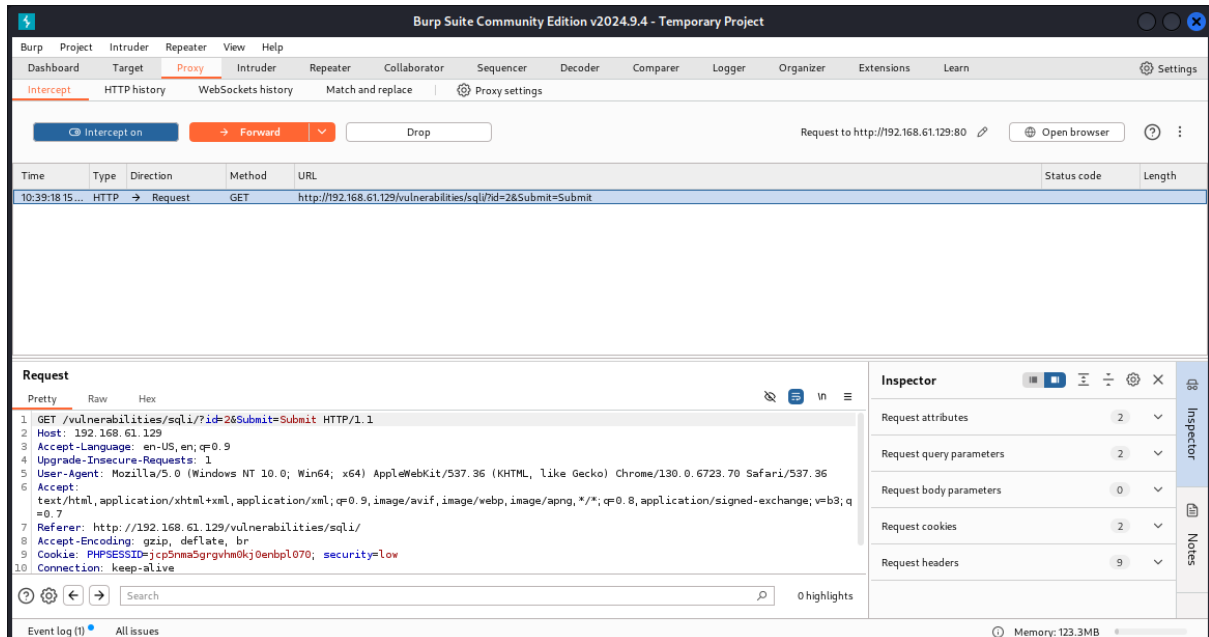 Burp Suite Community Edition v2024.9.4 - Temporary Project
Burp Project Intruder Repeater View Help
Dashboard Target Proxy Intruder Repeater Collaborator Sequencer Decoder Comparer Logger Organizer Extensions Learn Settings
Intercept HTTP history WebSockets history Match and replace Proxy settings
Intercept on → Forward Drop Request to http://192.168.61.129:80 Open browser
Time Type Direction Method URL Status code Length
10:39:18 15... HTTP → Request GET http://192.168.61.129/vulnerabilities/sqli/?id=2&Submit=Submit
Request
Pretty Raw Hex \n
1 GET /vulnerabilities/sqli/?id=2&Submit=Submit HTTP/1.1
2 Host: 192.168.61.129
3 Accept-Language: en-US,en;q=0.9
4 Upgrade-Insecure-Requests: 1
5 User-Agent: Mozilla/5.0 (Windows NT 10.0; Win64; x64) AppleWebKit/537.36 (KHTML, like Gecko) Chrome/130.0.6723.70 Safari/537.36
6 Accept:
text/html,application/xhtml+xml,application/xml;q=0.9,image/avif,image/webp,image/apng,*/*;q=0.8,application/signed-exchange;v=b3;q
=0.7
7 Referer: http://192.168.61.129/vulnerabilities/sqli/
8 Accept-Encoding: gzip, deflate, br
9 Cookie: PHPSESSID=jcp5nma5grgvhm0kj0enbpl070; security=low
10 Connection: keep-alive
Search 0 highlights
Inspector
Request attributes 2
Request query parameters 2
Request body parameters 0
Request cookies 2
Request headers 9
Inspector
Notes
Event log (1) All issues Memory: 123.3MB